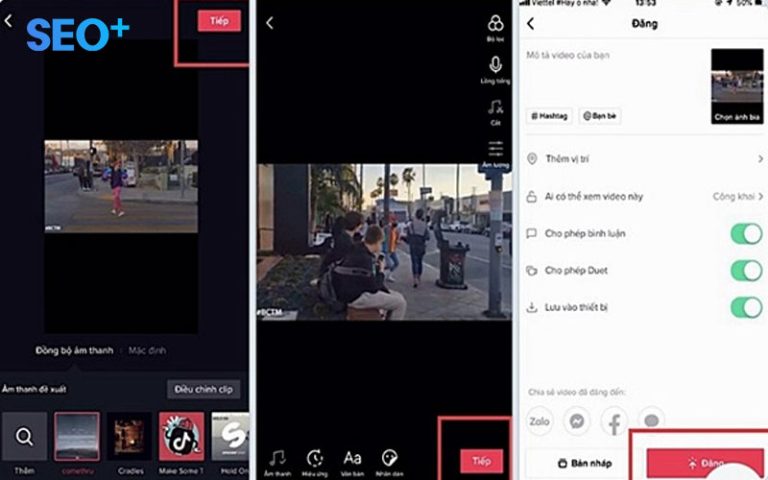 SEO+
Tiếp
#BCTM
Đồng bộ âm thanh
Mặc định
Âm thanh đề xuất
Điều chỉnh clip
Thêm
comethru
Cradles
Make Some T
Hold On
Bộ lọc
Lồng tiếng
Cắt
Âm lượng
#BCTM
Âm thanh
Hiệu ứng
Aa
Văn bản
Nhãn dán
Tiếp
Viettel #Hay o nha!
13:53
50%
Đăng
Mô tả video của bạn
Chọn ảnh bìa
# Hashtag
@ Bạn bè
Thêm vị trí
Ai có thể xem video này
Công khai
Cho phép bình luận
Cho phép Duet
Lưu vào thiết bị
Chia sẻ video đã đăng đến:
Zalo
Bản nháp
Đăng